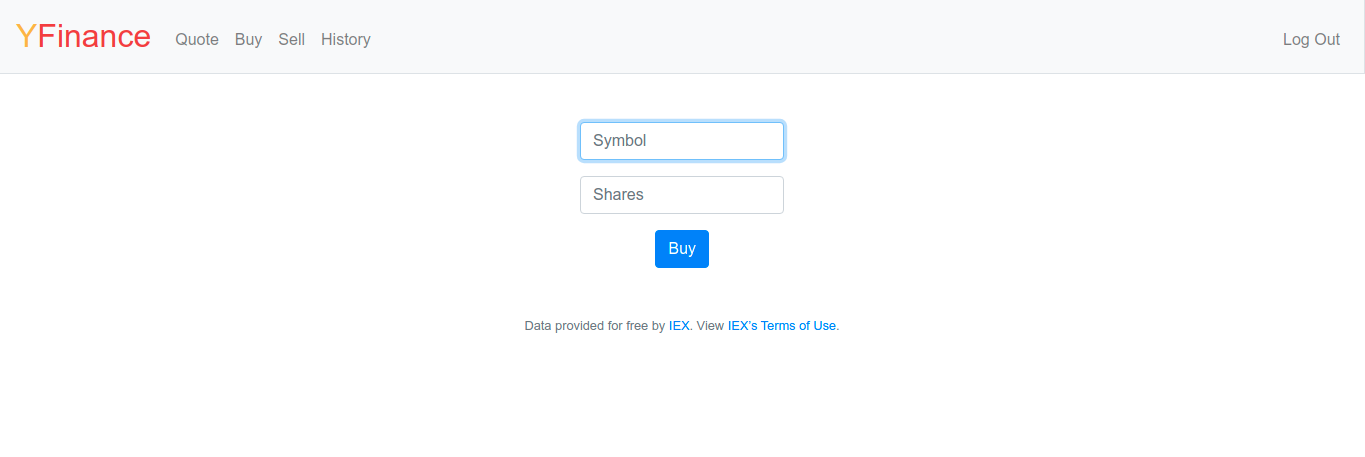 YFinance Quote Buy Sell History Log Out
Symbol
Shares
Buy
Data provided for free by IEX. View IEX's Terms of Use.